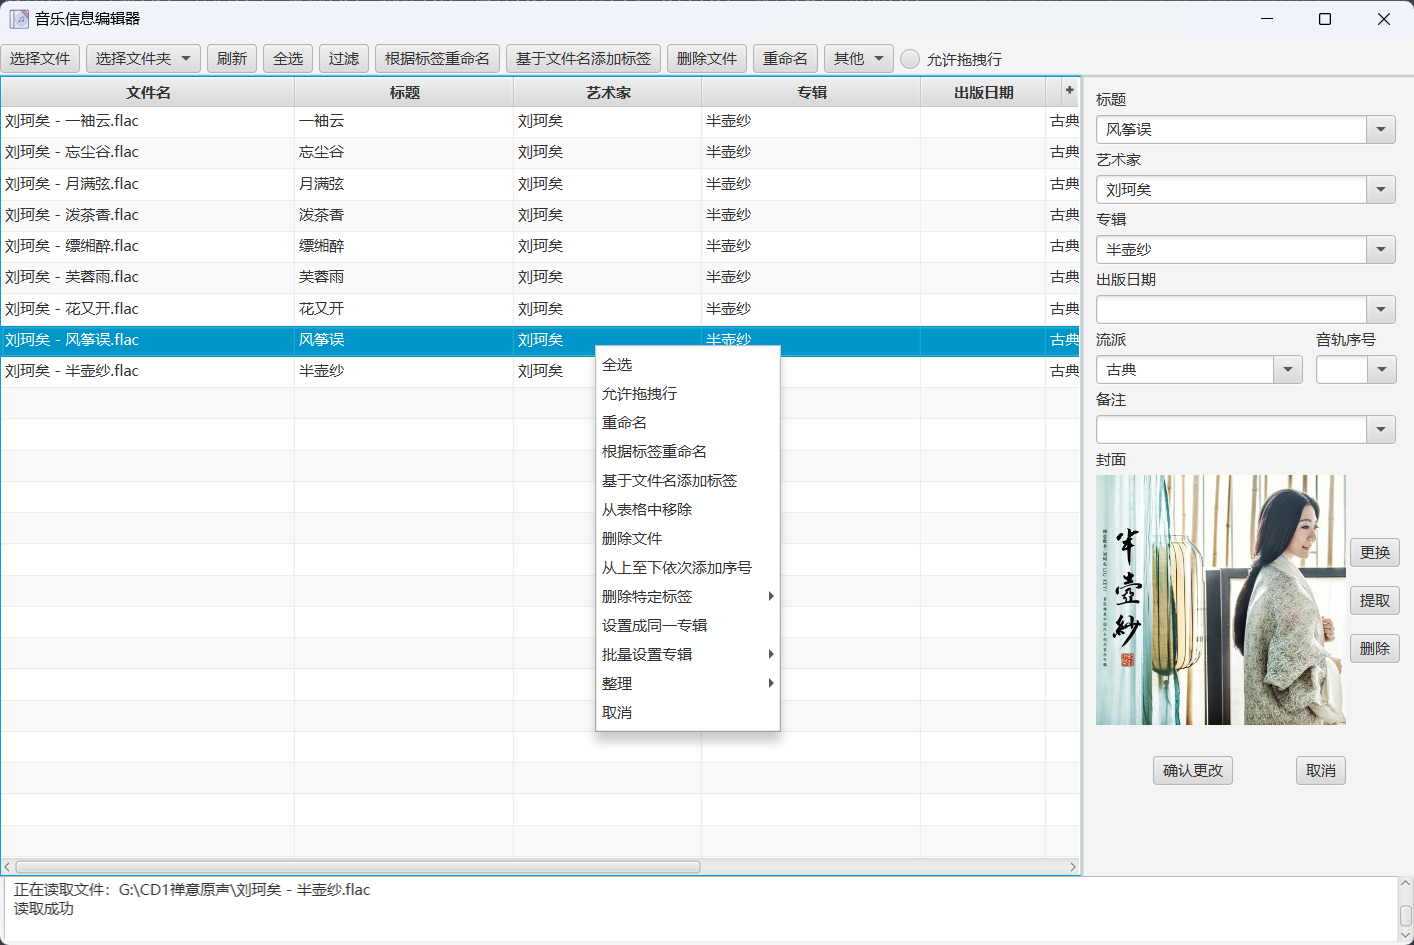 音乐信息编辑器
选择文件 选择文件夹 刷新 全选 过滤 根据标签重命名 基于文件名添加标签 删除文件 重命名 其他 允许拖拽行
文件名 标题 艺术家 专辑 出版日期 +
刘珂矣 - 一袖云.flac 一袖云 刘珂矣 半壶纱 古典
刘珂矣 - 忘尘谷.flac 忘尘谷 刘珂矣 半壶纱 古典
刘珂矣 - 月满弦.flac 月满弦 刘珂矣 半壶纱 古典
刘珂矣 - 泼茶香.flac 泼茶香 刘珂矣 半壶纱 古典
刘珂矣 - 缥缃醉.flac 缥缃醉 刘珂矣 半壶纱 古典
刘珂矣 - 芙蓉雨.flac 芙蓉雨 刘珂矣 半壶纱 古典
刘珂矣 - 花又开.flac 花又开 刘珂矣 半壶纱 古典
刘珂矣 - 风筝误.flac 风筝误 刘珂矣 半壶纱 古典
刘珂矣 - 半壶纱.flac 半壶纱 刘珂矣 古典
全选
允许拖拽行
重命名
根据标签重命名
基于文件名添加标签
从表格中移除
删除文件
从上至下依次添加序号
删除特定标签
设置成同一专辑
批量设置专辑
整理
取消
标题
风筝误
艺术家
刘珂矣
专辑
半壶纱
出版日期
流派 音轨序号
古典
备注
封面
半壺紗
更换
提取
删除
确认更改 取消
正在读取文件：G:\CD1禅意原声\刘珂矣 - 半壶纱.flac
读取成功